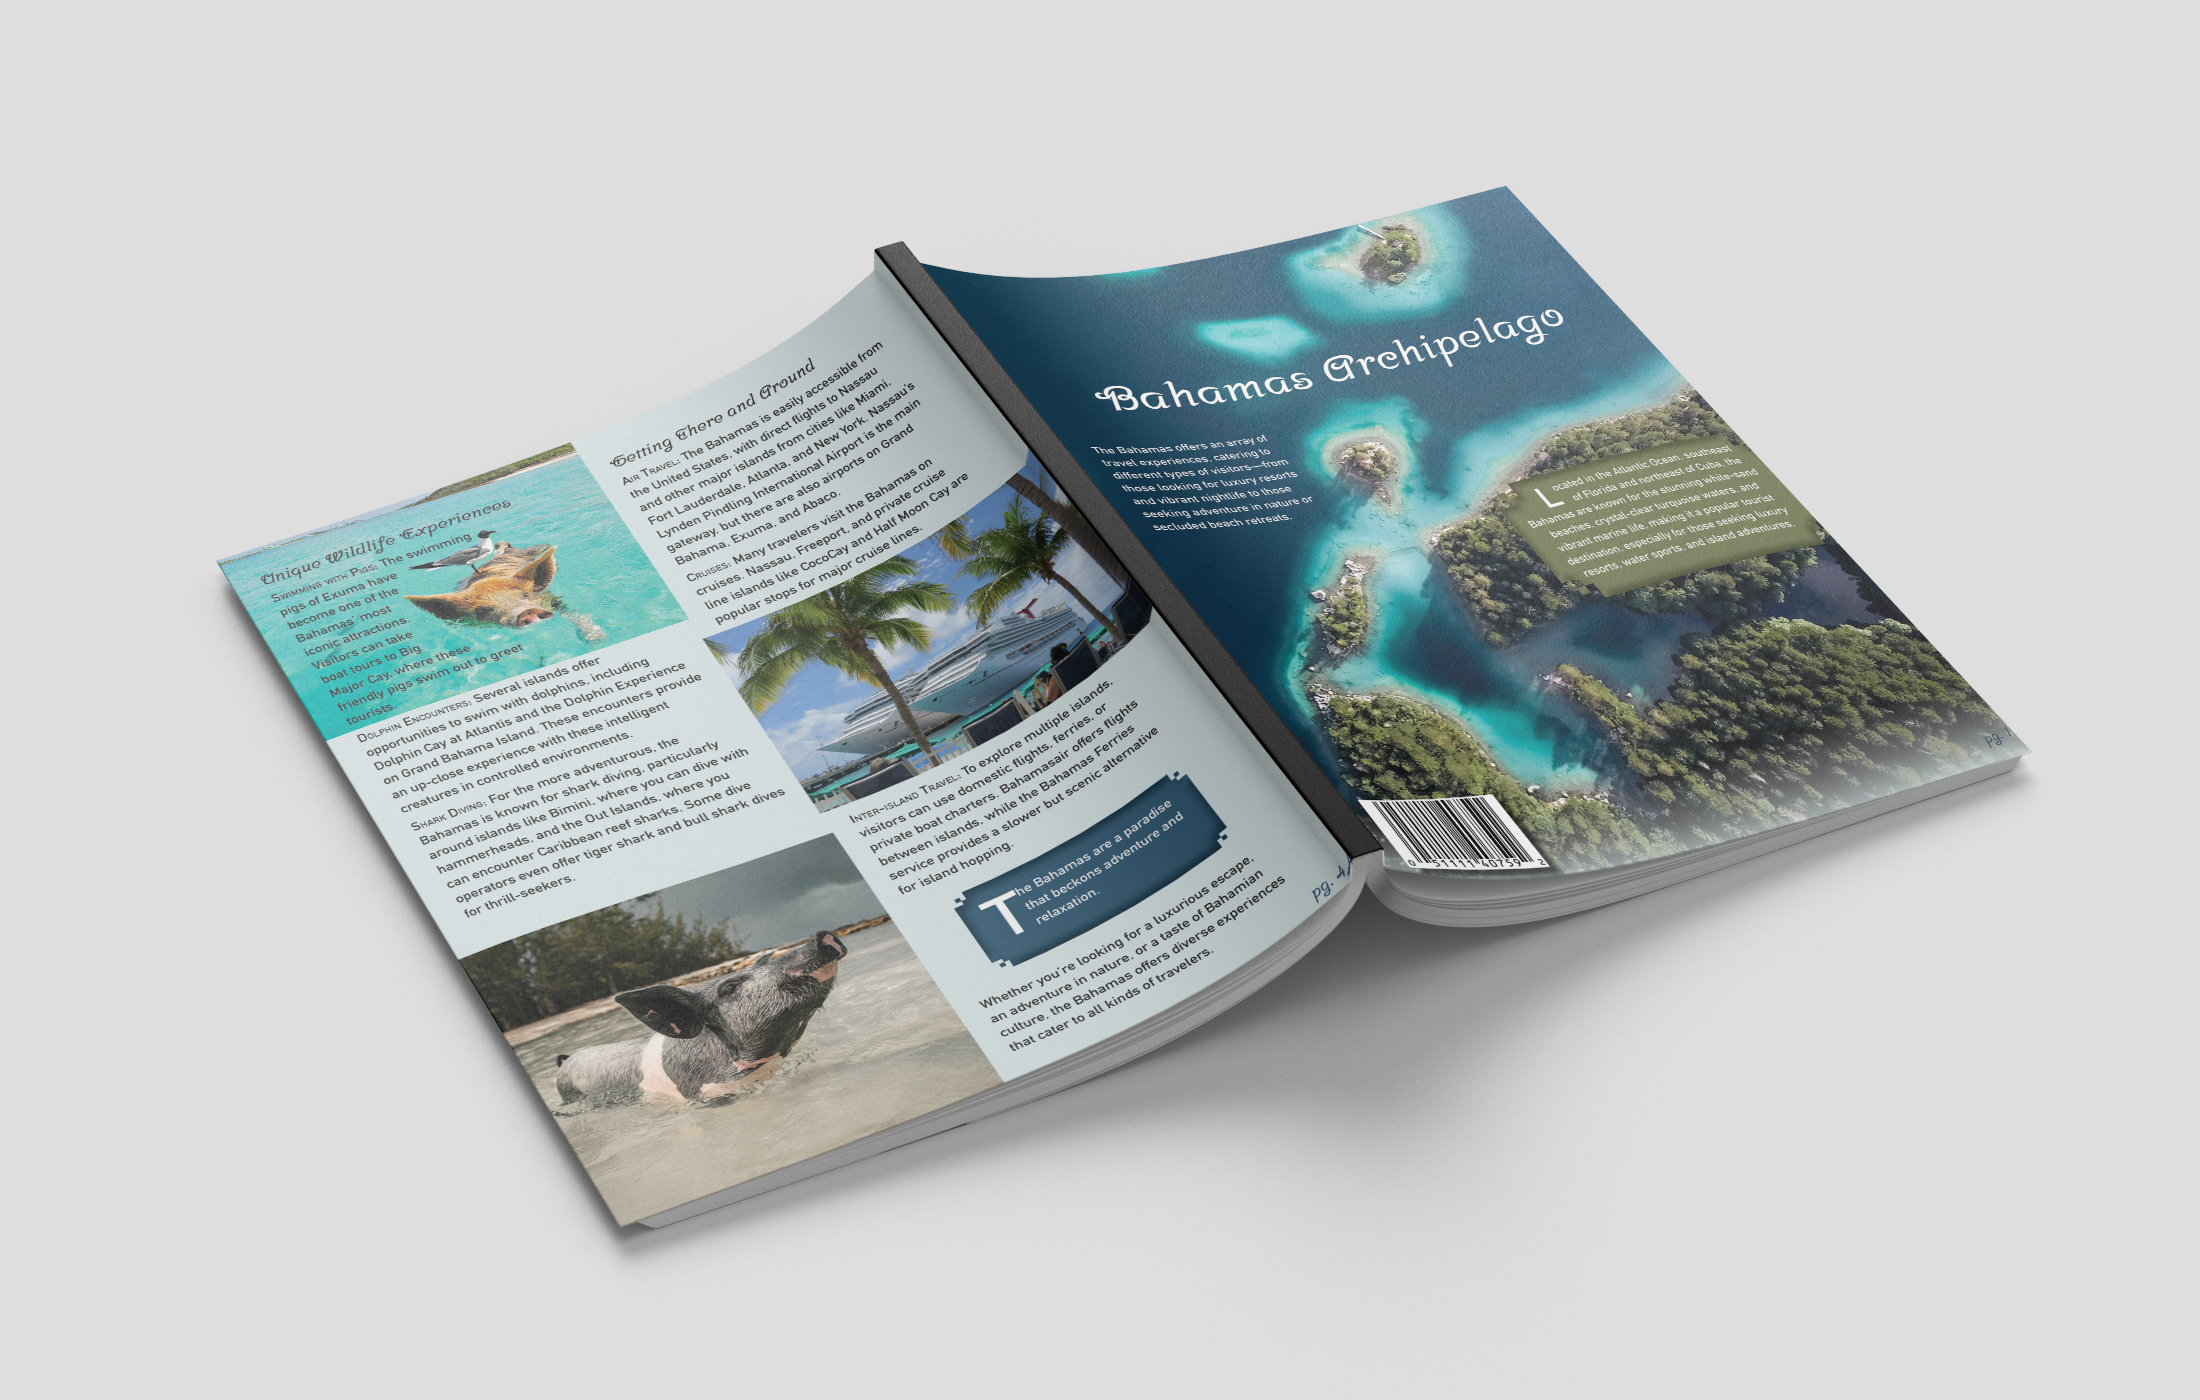 Unique Wildlife Experiences
Swimming with Pigs: The swimming
pigs of Exuma have
become one of the
Bahamas' most
iconic attractions.
Visitors can take
boat tours to Big
Major Cay, where these
friendly pigs swim out to greet
tourists.
Dolphin Encounters: Several islands offer
opportunities to swim with dolphins, including
Dolphin Cay at Atlantis and the Dolphin Experience
on Grand Bahama Island. These encounters provide
an up-close experience with these intelligent
creatures in controlled environments.
Shark Diving: For the more adventurous, the
Bahamas is known for shark diving, particularly
around islands like Bimini, where you can dive with
hammerheads, and the Out Islands, where you
can encounter Caribbean reef sharks. Some dive
operators even offer tiger shark and bull shark dives
for thrill-seekers.
Getting There and Around
Air Travel: The Bahamas is easily accessible from
the United States, with direct flights to Nassau
and other major islands from cities like Miami,
Fort Lauderdale, Atlanta, and New York. Nassau's
Lynden Pindling International Airport is the main
gateway, but there are also airports on Grand
Bahama, Exuma, and Abaco.
Cruises: Many travelers visit the Bahamas on
cruises. Nassau, Freeport, and private cruise
line islands like CocoCay and Half Moon Cay are
popular stops for major cruise lines.
Inter-island Travel: To explore multiple islands,
visitors can use domestic flights, ferries, or
private boat charters. Bahamasair offers flights
between islands, while the Bahamas Ferries
service provides a slower but scenic alternative
for island hopping.
The Bahamas are a paradise
that beckons adventure and
relaxation.
Whether you're looking for a luxurious escape,
an adventure in nature, or a taste of Bahamian
culture, the Bahamas offers diverse experiences
that cater to all kinds of travelers.
pg. 4
Bahamas Archipelago
The Bahamas offers an array of
travel experiences, catering to
different types of visitors—from
those looking for luxury resorts
and vibrant nightlife to those
seeking adventure in nature or
secluded beach retreats.
Located in the Atlantic Ocean, southeast
of Florida and northeast of Cuba, the
Bahamas are known for the stunning white-sand
beaches, crystal-clear turquoise waters, and
vibrant marine life, making it a popular tourist
destination, especially for those seeking luxury
resorts, water sports, and island adventures.
pg. 1
0 51111 40759 2